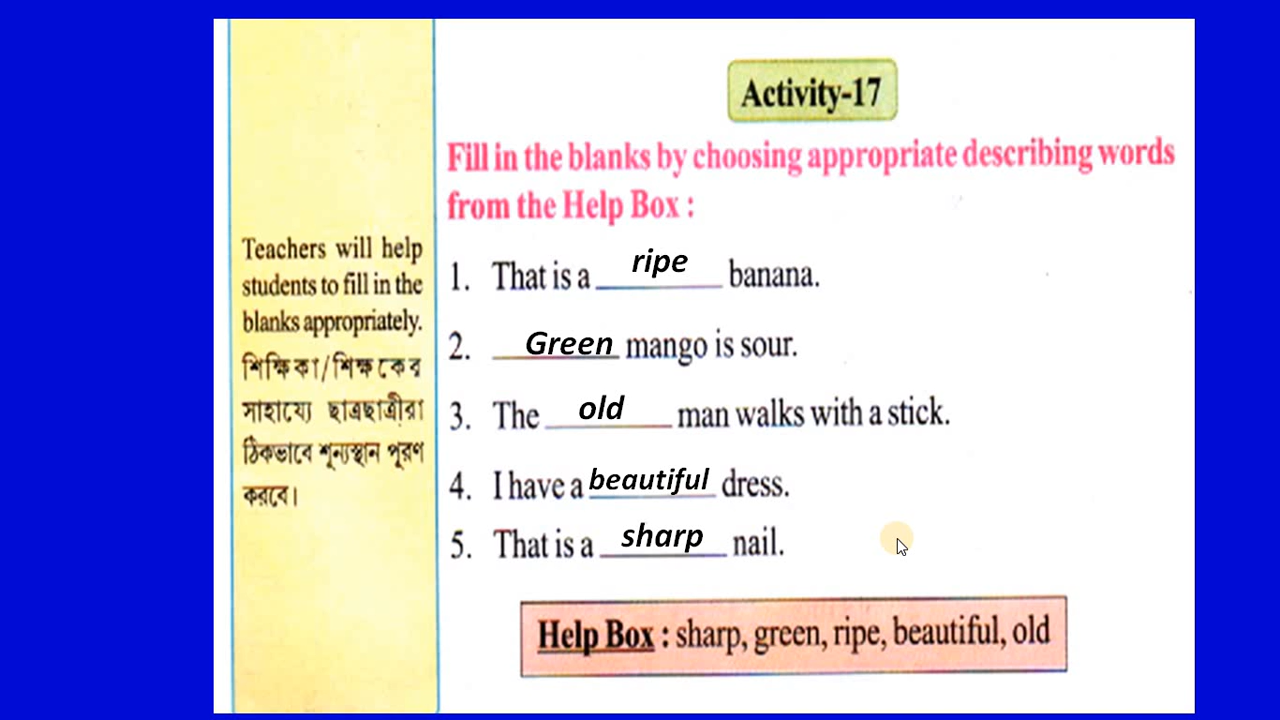 Activity-17
Fill in the blanks by choosing appropriate describing words
from the Help Box :
Teachers will help
students to fill in the
blanks appropriately.
শিক্ষিকা/শিক্ষকের
সাহায্যে ছাত্রছাত্রীরা
ঠিকভাবে শূন্যস্থান পূরণ
করবে।
1. That is a ripe banana.
2. Green mango is sour.
3. The old man walks with a stick.
4. I have a beautiful dress.
5. That is a sharp nail.
Help Box : sharp, green, ripe, beautiful, old